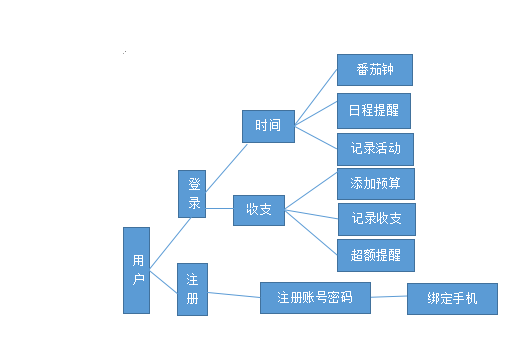 番茄钟
日程提醒
时间
记录活动
登录
添加预算
收支
记录收支
用户
超额提醒
注册
注册账号密码
绑定手机